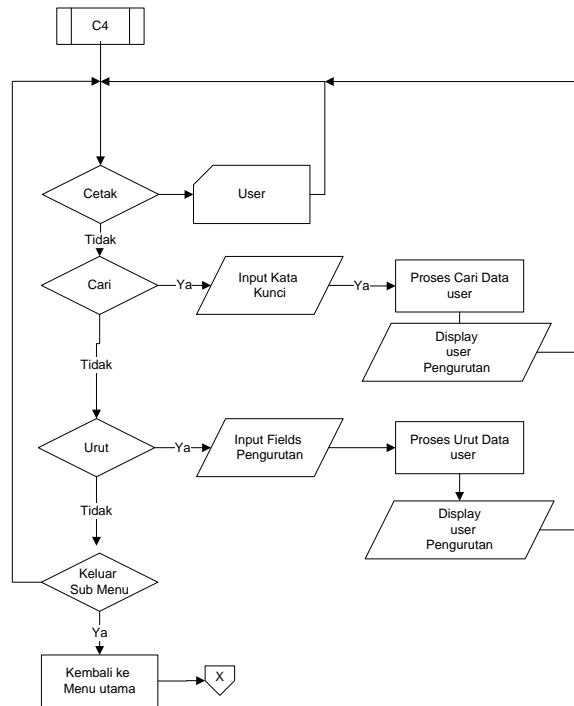 C4
Cetak
User
Tidak
Cari
Ya
Input Kata
Kunci
Ya
Proses Cari Data
user
Display
user
Pengurutan
Tidak
Urut
Ya
Input Fields
Pengurutan
Proses Urut Data
user
Display
user
Pengurutan
Tidak
Keluar
Sub Menu
Ya
Kembali ke
Menu utama
X